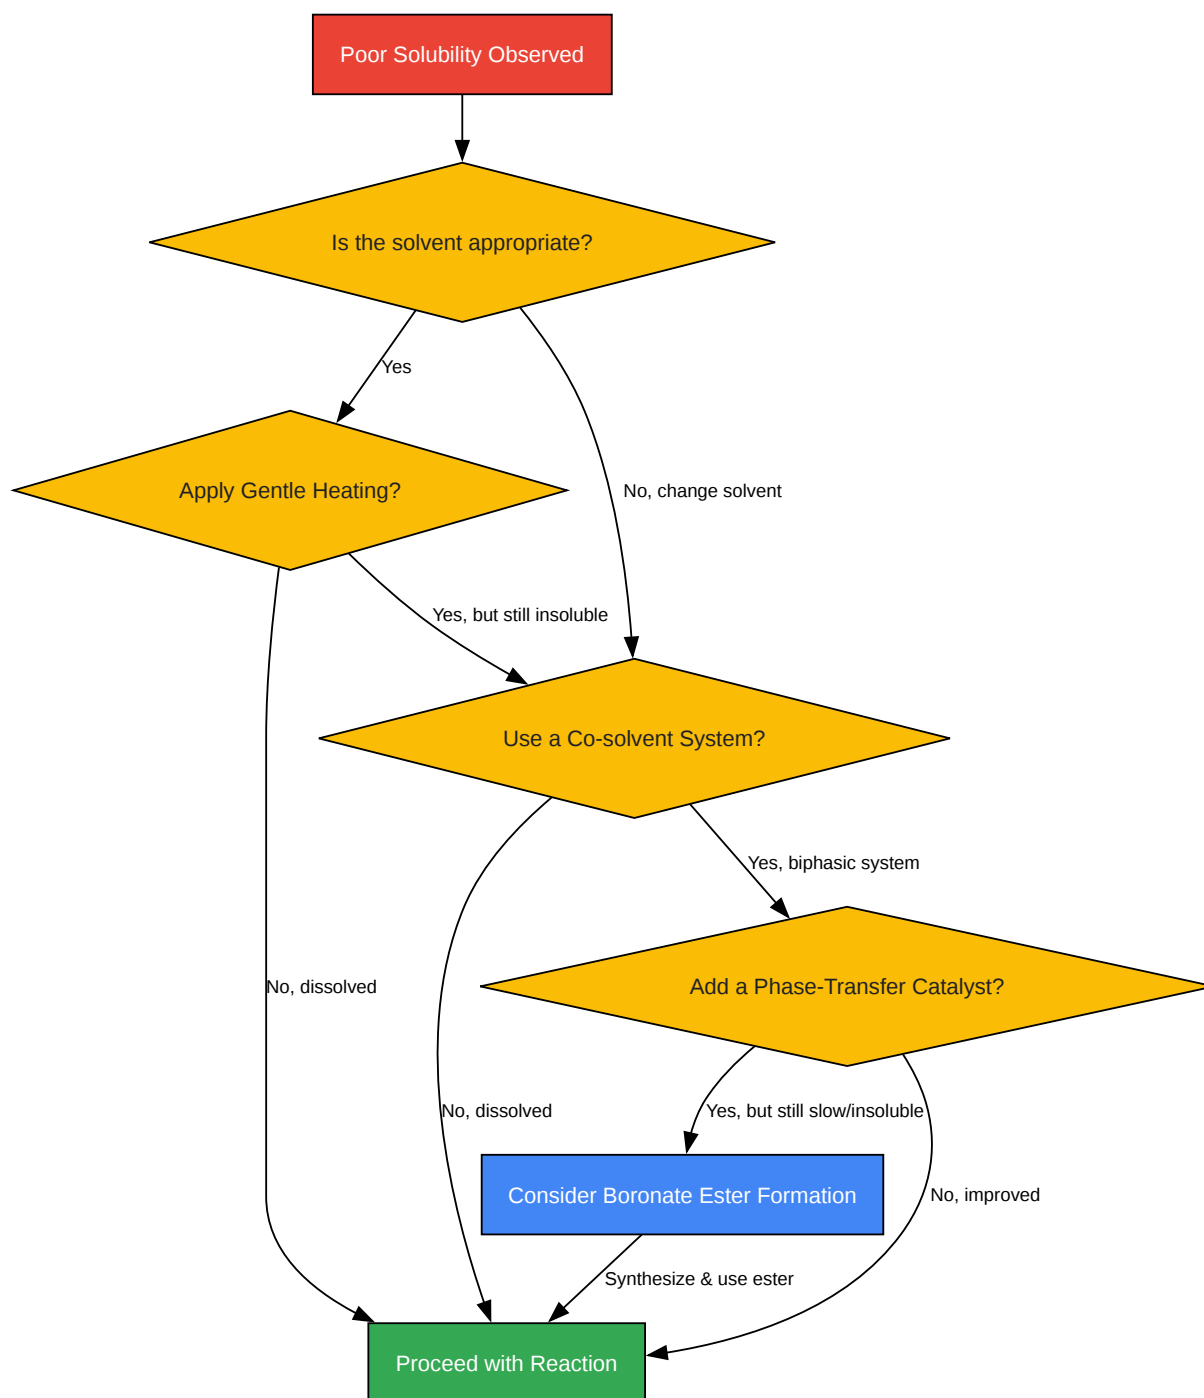 Poor Solubility Observed
Is the solvent appropriate?
Yes
Apply Gentle Heating?
No, change solvent
Yes, but still insoluble
Use a Co-solvent System?
Yes, biphasic system
No, dissolved
Add a Phase-Transfer Catalyst?
No, dissolved
Yes, but still slow/insoluble
Consider Boronate Ester Formation
No, improved
Synthesize & use ester
Proceed with Reaction